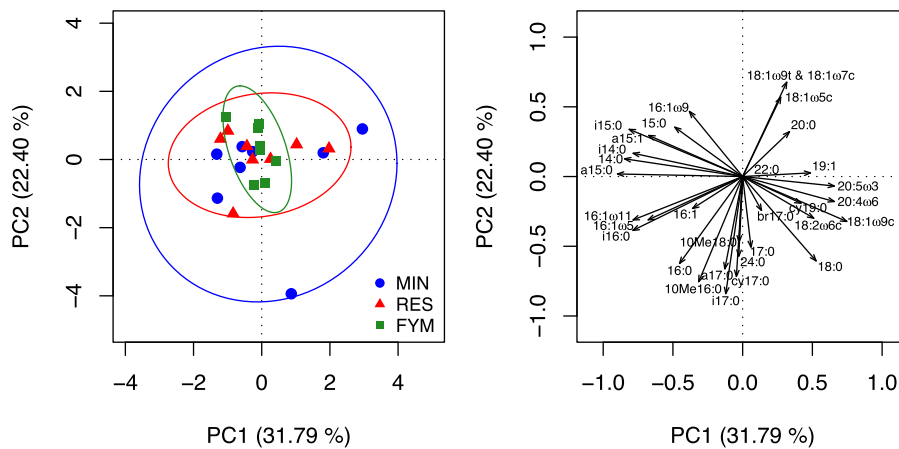 4
2
0
−2
−4
PC2 (22.40 %)
−4
−2
0
2
4
PC1 (31.79 %)
MIN
RES
FYM
1.0
0.5
0.0
−0.5
−1.0
PC2 (22.40 %)
−1.0
−0.5
0.0
0.5
1.0
PC1 (31.79 %)
18:1ω9t & 18:1ω7c
18:1ω5c
16:1ω9
15:0
20:0
i15:0
a15:1
i14:0
14:0
a15:0
22:0
19:1
20:5ω3
20:4ω6
cy19:0
br17:0
18:1ω9c
18:2ω6c
16:1
16:1ω11
16:1ω5
i16:0
10Me18:0
17:0
24:0
18:0
16:0
a17:0
cy17:0
10Me16:0
i17:0